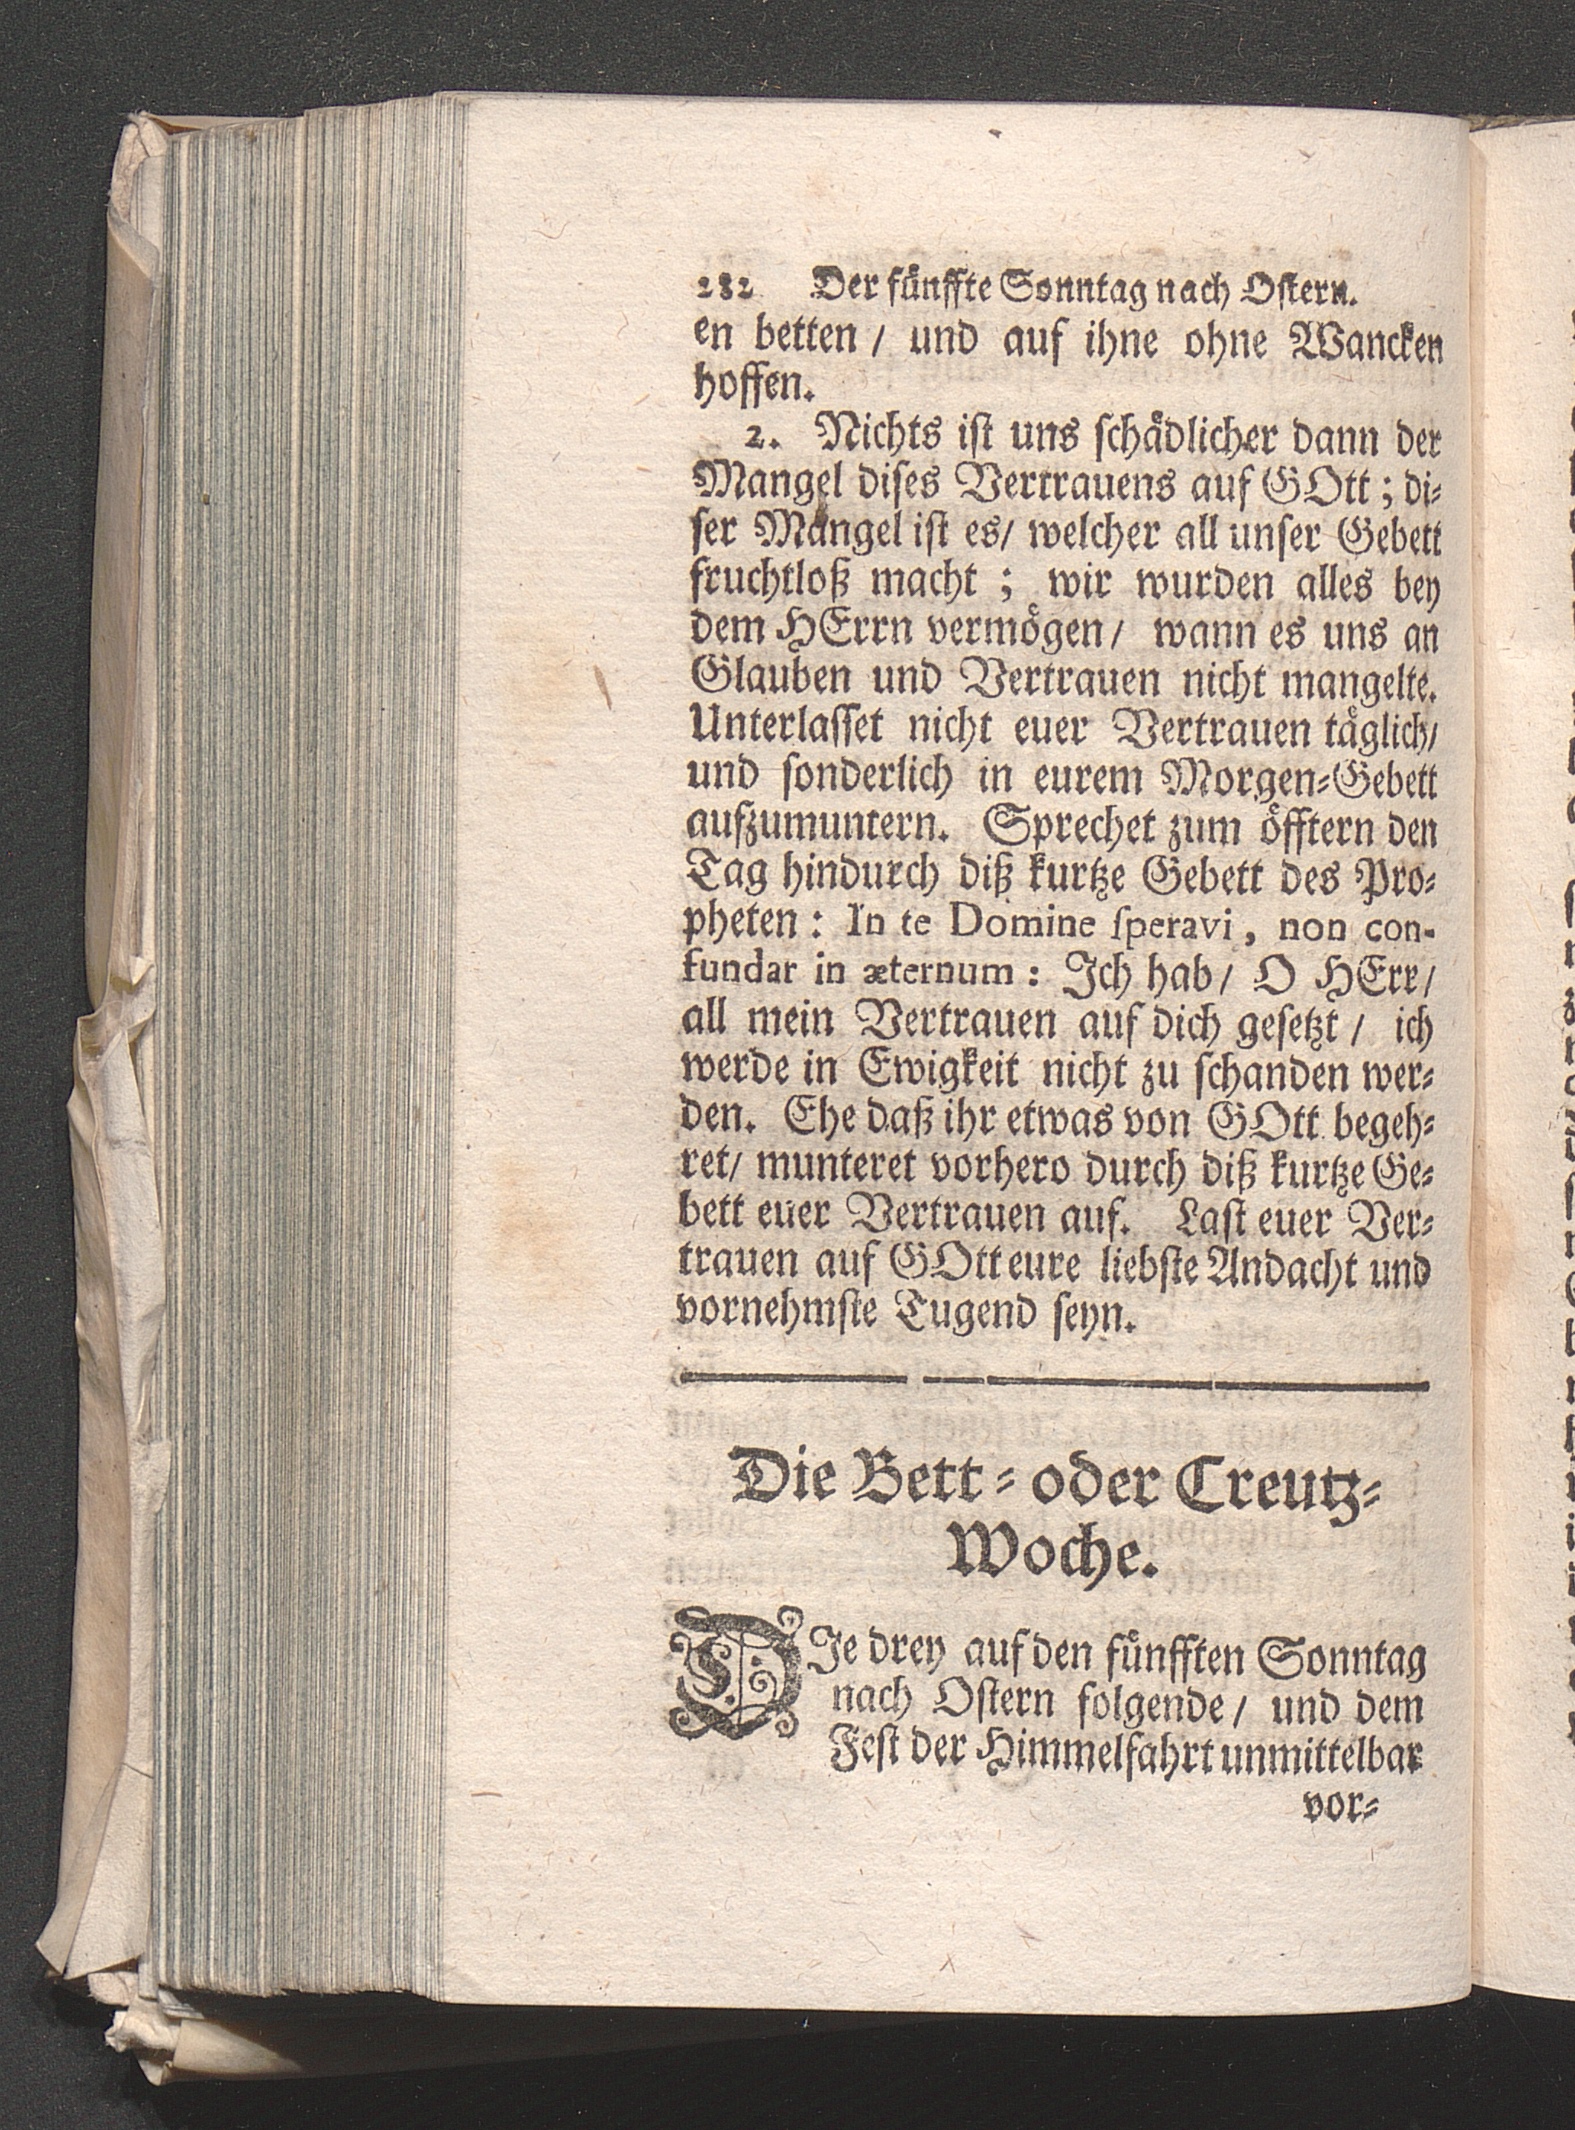 282 Der fünffte Sonntag nach Oſtern.
en betten / und auf ihne ohne Wancken
hoffen.
2. Nichts iſt uns ſchädlicher dann der
Mangel diſes Vertrauens auf GOtt; di⸗
ſer Mangel iſt es/ welcher all unſer Gebett
fruchtloß macht ; wir wurden alles bey
dem HErrn vermögen/ wann es uns an
Glauben und Vertrauen nicht mangelte.
Unterlaſſet nicht euer Vertrauen täglich/
und ſonderlich in eurem Morgen⸗Gebett
aufzumuntern. Sprechet zum öfftern den
Tag hindurch diß kurtze Gebett des Pro⸗
pheten: In te Domine ſperavi, non con-
fundar in æternum: Ich hab/ O HErr/
all mein Vertrauen auf dich geſetzt / ich
werde in Ewigkeit nicht zu ſchanden wer⸗
den. Ehe daß ihr etwas von GOtt begeh⸗
ret/ munteret vorhero durch diß kurtze Ge⸗
bett euer Vertrauen auf. Laſt euer Ver⸗
trauen auf GOtt eure liebſte Andacht und
vornehmſte Tugend ſeyn.
Die Bett⸗ oder Creutz⸗
Woche.
DIe drey auf den fünfften Sonntag
nach Oſtern folgende/ und dem
Feſt der Himmelfahrt unmittelbar
vor⸗